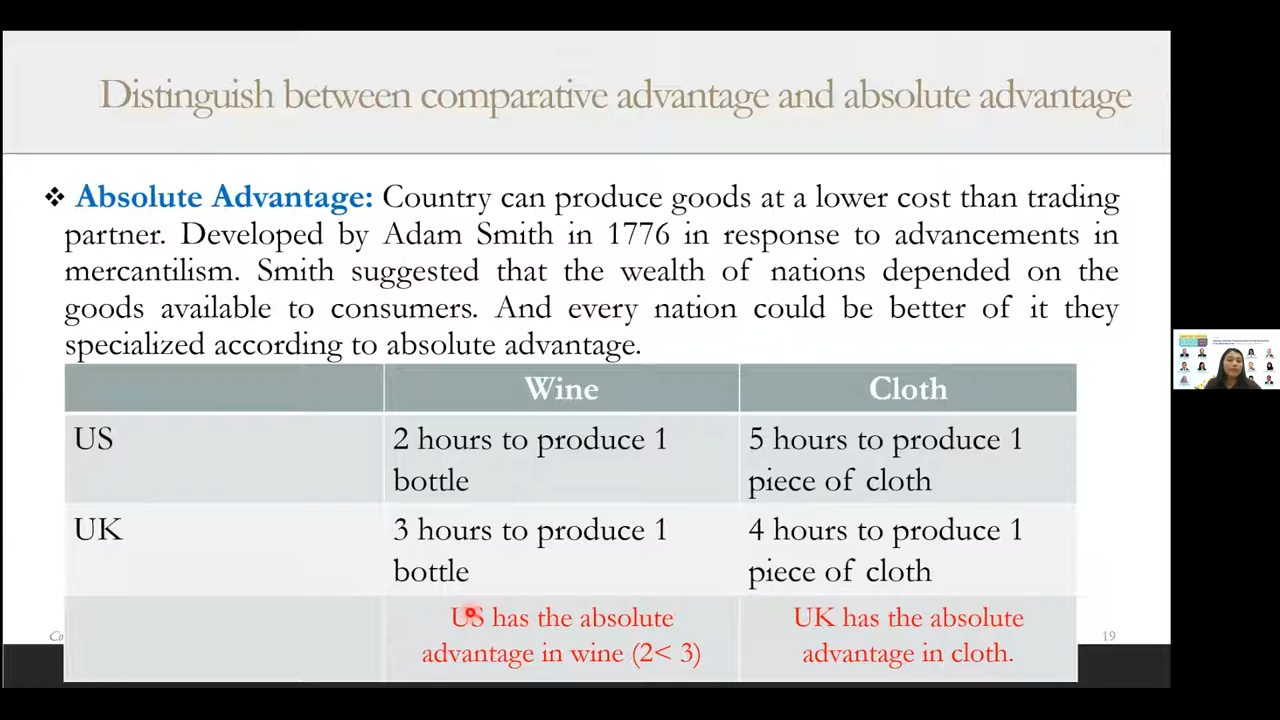 Distinguish between comparative advantage and absolute advantage
❖ Absolute Advantage: Country can produce goods at a lower cost than trading
partner. Developed by Adam Smith in 1776 in response to advancements in
mercantilism. Smith suggested that the wealth of nations depended on the
goods available to consumers. And every nation could be better of it they
specialized according to absolute advantage.
Wine Cloth
US 2 hours to produce 1 5 hours to produce 1
bottle piece of cloth
UK 3 hours to produce 1 4 hours to produce 1
bottle piece of cloth
US has the absolute UK has the absolute
advantage in wine (2< 3) advantage in cloth.
19